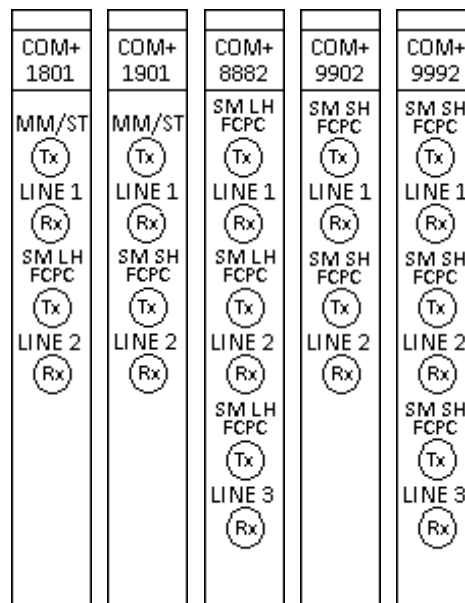 COM+
1801
MM/ST
Tx
LINE 1
Rx
SM LH
FCPC
Tx
LINE 2
Rx
COM+
1901
MM/ST
Tx
LINE 1
Rx
SM SH
FCPC
Tx
LINE 2
Rx
COM+
8882
SM LH
FCPC
Tx
LINE 1
Rx
SM LH
FCPC
Tx
LINE 2
Rx
SM LH
FCPC
Tx
LINE 3
Rx
COM+
9902
SM SH
FCPC
Tx
LINE 1
Rx
SM SH
FCPC
Tx
LINE 2
Rx
COM+
9992
SM SH
FCPC
Tx
LINE 1
Rx
SM SH
FCPC
Tx
LINE 2
Rx
SM SH
FCPC
Tx
LINE 3
Rx